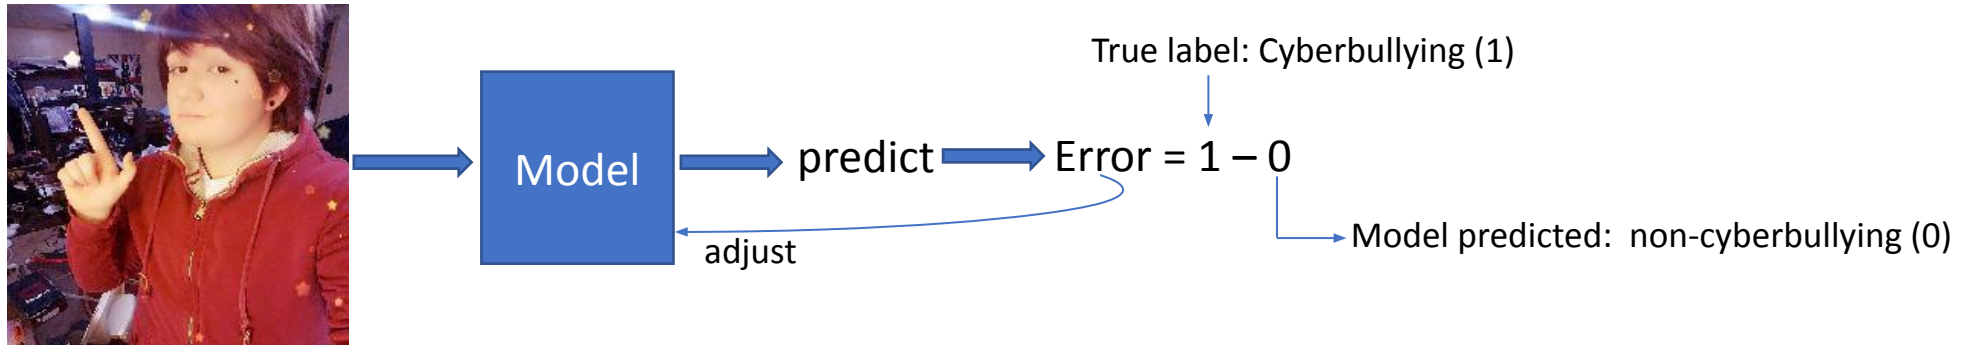 True label: Cyberbullying (1)
Model
predict
Error = 1 – 0
adjust
Model predicted:  non-cyberbullying (0)